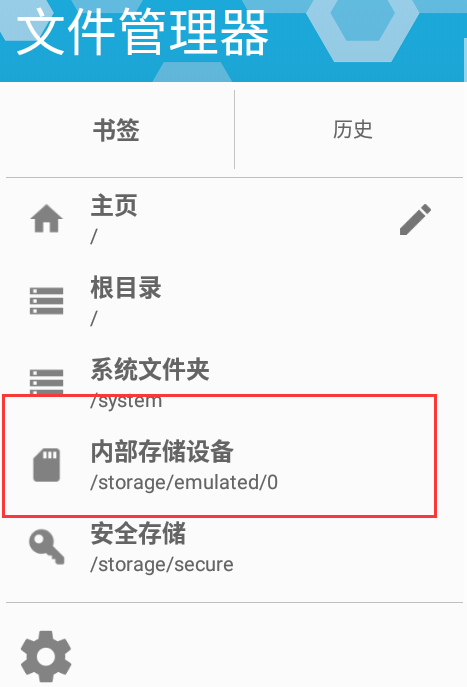 文件管理器
书签
历史
主页
/
根目录
/
系统文件夹
/system
内部存储设备
/storage/emulated/0
安全存储
/storage/secure